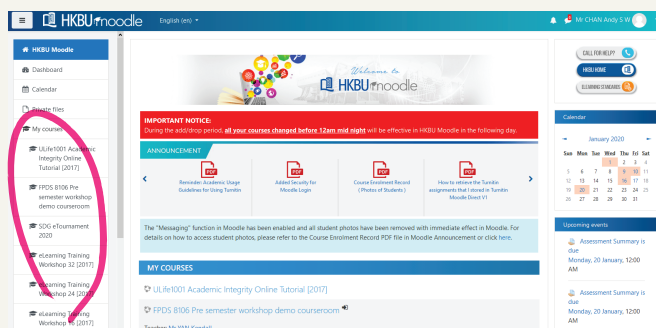 HKBU moodle
English (en)
Mr CHAN Andy S W
HKBU Moodle
Dashboard
Calendar
Private files
My courses
ULife1001 Academic
Integrity Online
Tutorial [2017]
FPDS 8106 Pre
semester workshop
demo courseroom
SDG eTournament
2020
eLearning Training
Workshop 32 [2017]
eLearning Training
Workshop 24 [2017]
eLearning Training
Workshop 16 [2017]
Welcome to
HKBU moodle
IMPORTANT NOTICE:
During the add/drop period, all your courses changed before 12am mid night will be effective in HKBU Moodle in the following day.
ANNOUNCEMENT
PDF
Reminder: Academic Usage
Guidelines for Using Turnitin
PDF
Added Security for
Moodle Login
PDF
Course Enrolment Record
( Photos of Students )
PDF
How to retrieve the Turnitin
assignments that i stored in Turnitin
Moodle Direct V1
The "Messaging" function in Moodle has been enabled and all student photos have been removed with immediate effect in Moodle. For
details on how to access student photos, please refer to the Course Enrolment Record PDF file in Moodle Announcement or click here.
MY COURSES
ULife1001 Academic Integrity Online Tutorial [2017]
FPDS 8106 Pre semester workshop demo courseroom
Teacher: Mr YAN Kendall
CALL FOR HELP?
HKBU HOME
ELEARNING STANDARDS
Calendar
January 2020
Sun Mon Tue Wed Thu Fri Sat
1 2 3 4
5 6 7 8 9 10 11
12 13 14 15 16 17 18
19 20 21 22 23 24 25
26 27 28 29 30 31
Upcoming events
Assessment Summary is
due
Monday, 20 January, 12:00
AM
Assessment Summary is
due
Monday, 20 January, 12:00
AM